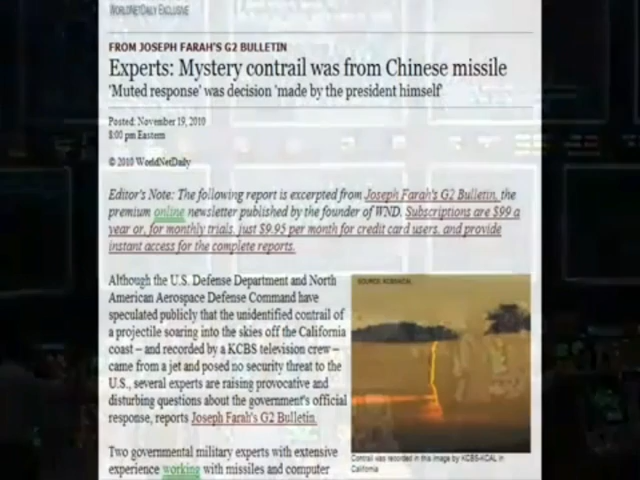 WORLDNETDAILY EXCLUSIVE
FROM JOSEPH FARAH'S G2 BULLETIN
Experts: Mystery contrail was from Chinese missile
'Muted response' was decision 'made by the president himself'
Posted: November 19, 2010
8:00 pm Eastern
© 2010 WorldNetDaily
Editor's Note: The following report is excerpted from Joseph Farah's G2 Bulletin, the
premium online newsletter published by the founder of WND. Subscriptions are $99 a
year or, for monthly trials, just $9.95 per month for credit card users, and provide
instant access for the complete reports.
Although the U.S. Defense Department and North
American Aerospace Defense Command have
speculated publicly that the unidentified contrail of
a projectile soaring into the skies off the California
coast – and recorded by a KCBS television crew –
came from a jet and posed no security threat to the
U.S., several experts are raising provocative and
disturbing questions about the government's official
response, reports Joseph Farah's G2 Bulletin.
Two governmental military experts with extensive
experience working with missiles and computer
SOURCE: KCBS/KCAL
Contrail was recorded in this image by KCBS-KCAL in
California